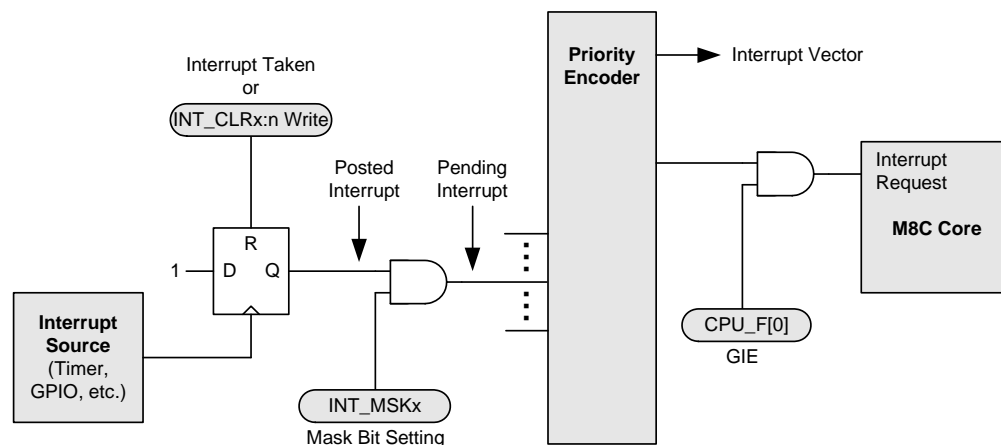 Interrupt Taken
or
INT_CLRx:n Write
Posted
Interrupt
Pending
Interrupt
Priority
Encoder
Interrupt Vector
Interrupt
Request
M8C Core
R
1
D
Q
Interrupt
Source
(Timer,
GPIO, etc.)
INT_MSKx
Mask Bit Setting
CPU_F[0]
GIE